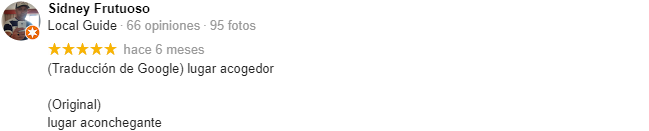 Sidney Frutuoso
Local Guide · 66 opiniones · 95 fotos
hace 6 meses
(Traducción de Google) lugar acogedor
(Original)
lugar aconchegante